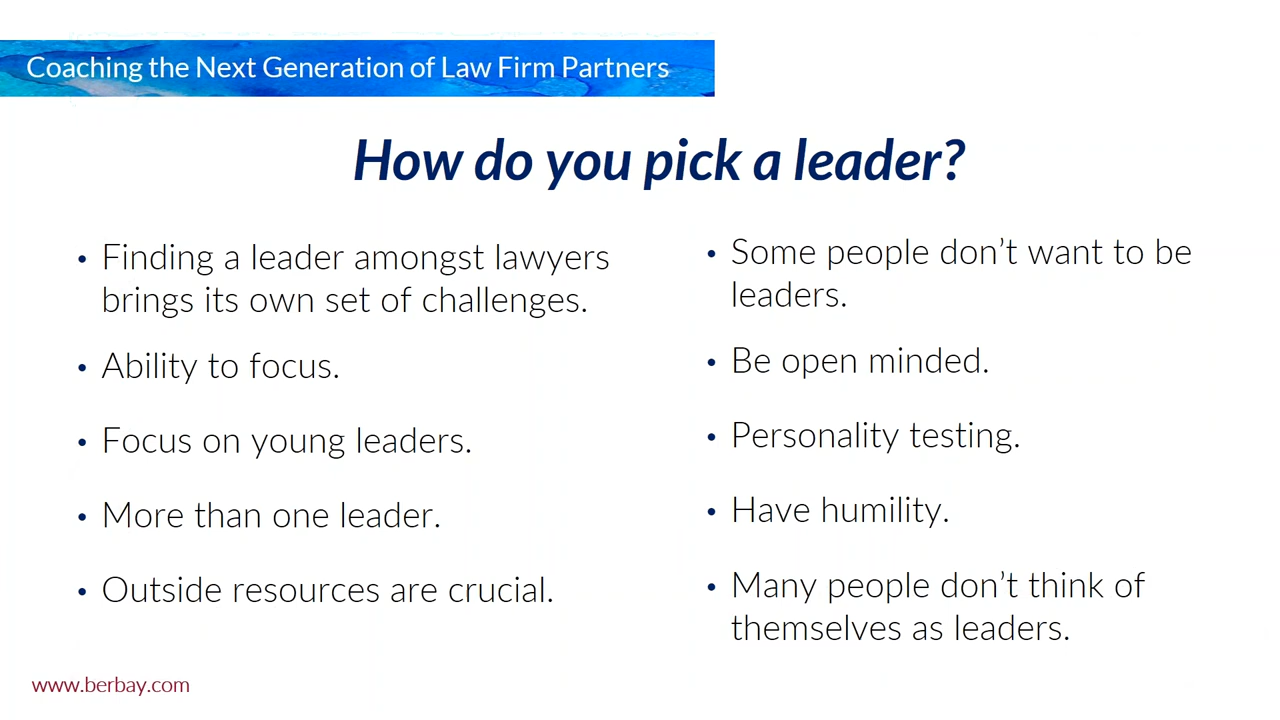 Coaching the Next Generation of Law Firm Partners
How do you pick a leader?
• Finding a leader amongst lawyers
brings its own set of challenges.
• Ability to focus.
• Focus on young leaders.
• More than one leader.
• Outside resources are crucial.
• Some people don’t want to be
leaders.
• Be open minded.
• Personality testing.
• Have humility.
• Many people don’t think of
themselves as leaders.
www.berbay.com